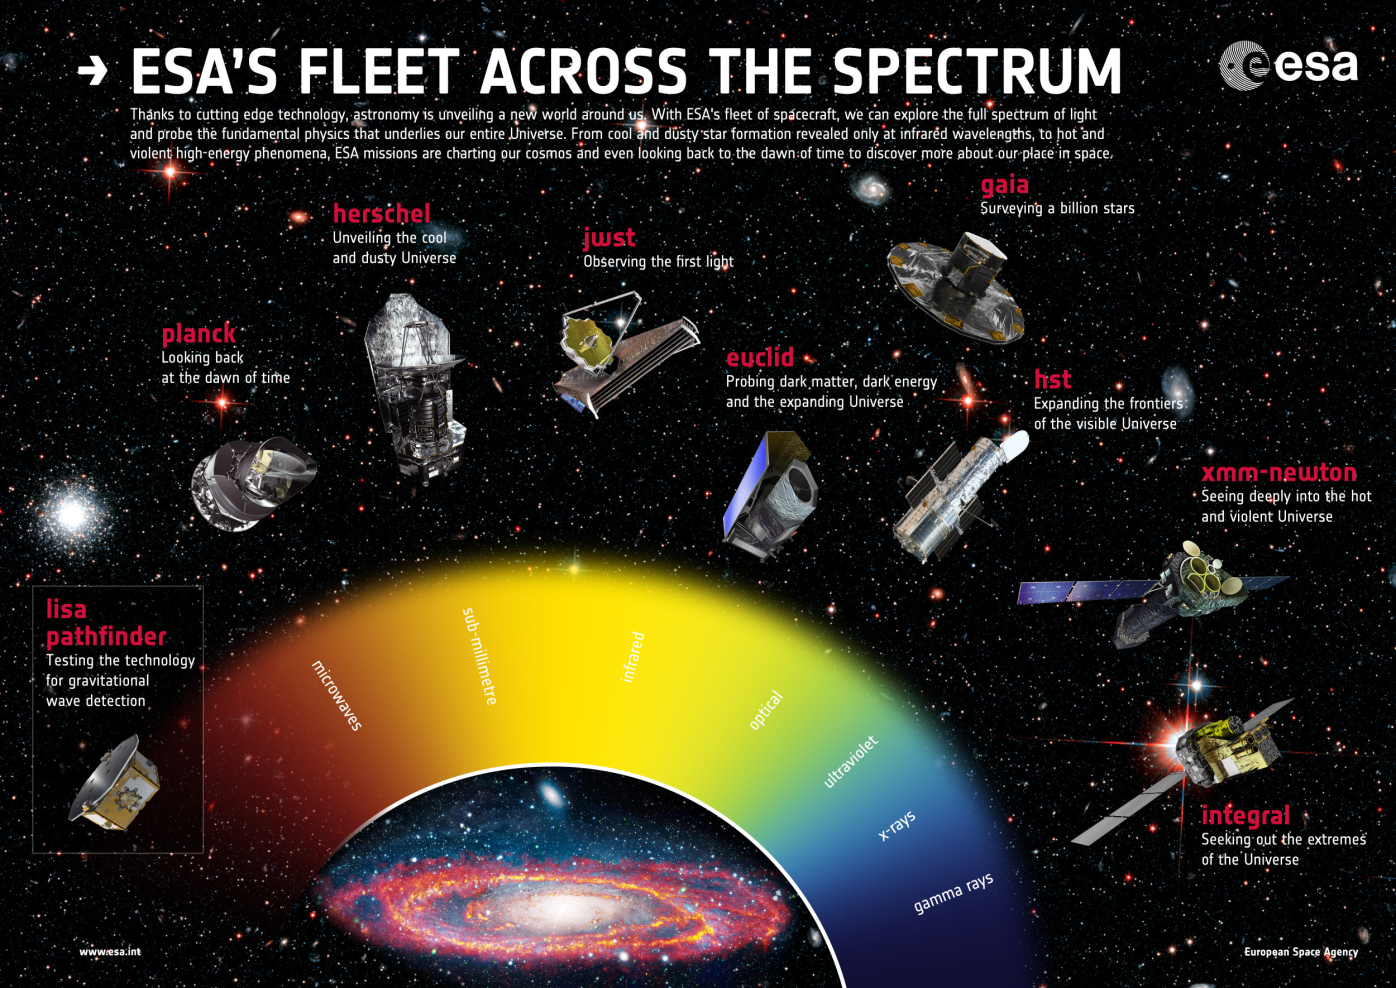 → ESA'S FLEET ACROSS THE SPECTRUM
esa
Thanks to cutting edge technology, astronomy is unveiling a new world around us. With ESA's fleet of spacecraft, we can explore the full spectrum of light
and probe the fundamental physics that underlies our entire Universe. From cool and dusty star formation revealed only at infrared wavelengths, to hot and
violent high-energy phenomena, ESA missions are charting our cosmos and even looking back to the dawn of time to discover more about our place in space.
gaia
Surveying a billion stars
herschel
Unveiling the cool
and dusty Universe
jwst
Observing the first light
planck
Looking back
at the dawn of time
euclid
Probing dark matter, dark energy
and the expanding Universe
hst
Expanding the frontiers
of the visible Universe
xmm-newton
Seeing deeply into the hot
and violent Universe
lisa
pathfinder
Testing the technology
for gravitational
wave detection
microwaves
sub-millimetre
infrared
optical
ultraviolet
x-rays
gamma rays
integral
Seeking out the extremes
of the Universe
www.esa.int
European Space Agency